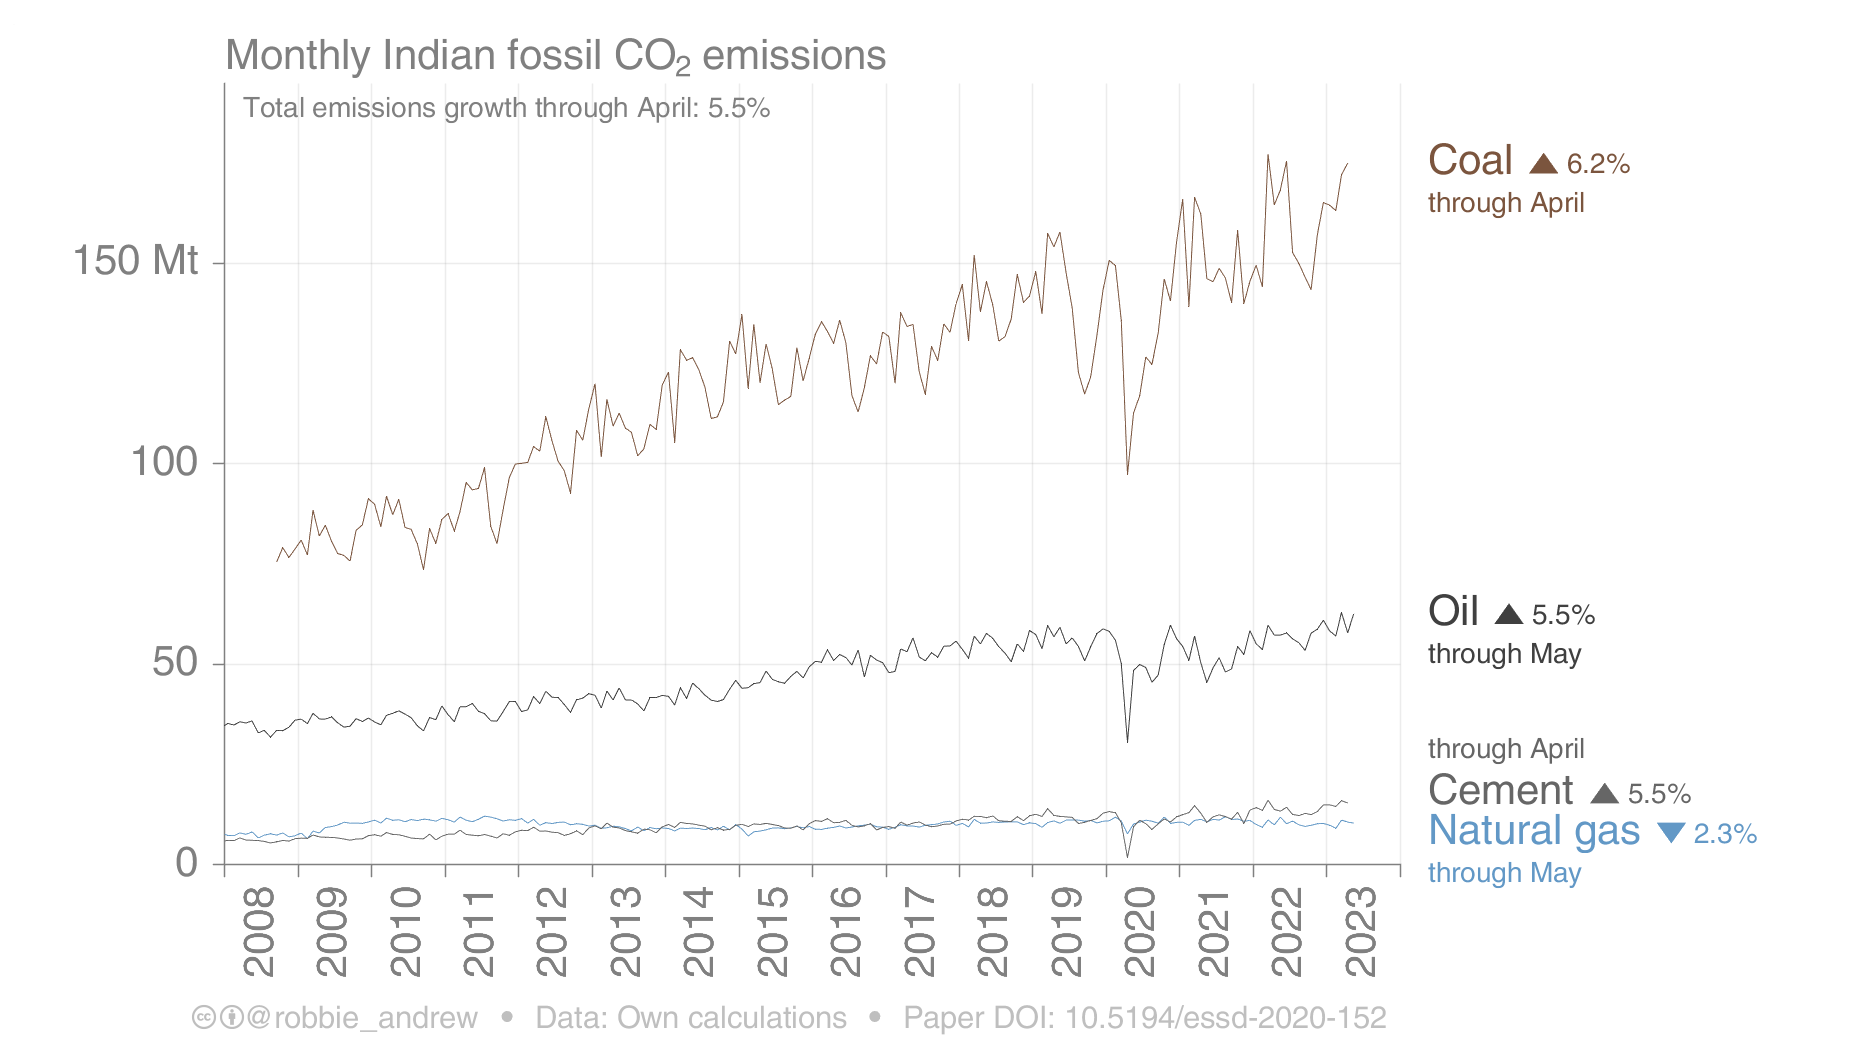 Monthly Indian fossil CO₂ emissions
Total emissions growth through April: 5.5%
150 Mt
100
50
0
2008
2009
2010
2011
2012
2013
2014
2015
2016
2017
2018
2019
2020
2021
2022
2023
Coal ▲ 6.2%
through April
Oil ▲ 5.5%
through May
through April
Cement ▲ 5.5%
Natural gas ▼ 2.3%
through May
@robbie_andrew • Data: Own calculations • Paper DOI: 10.5194/essd-2020-152